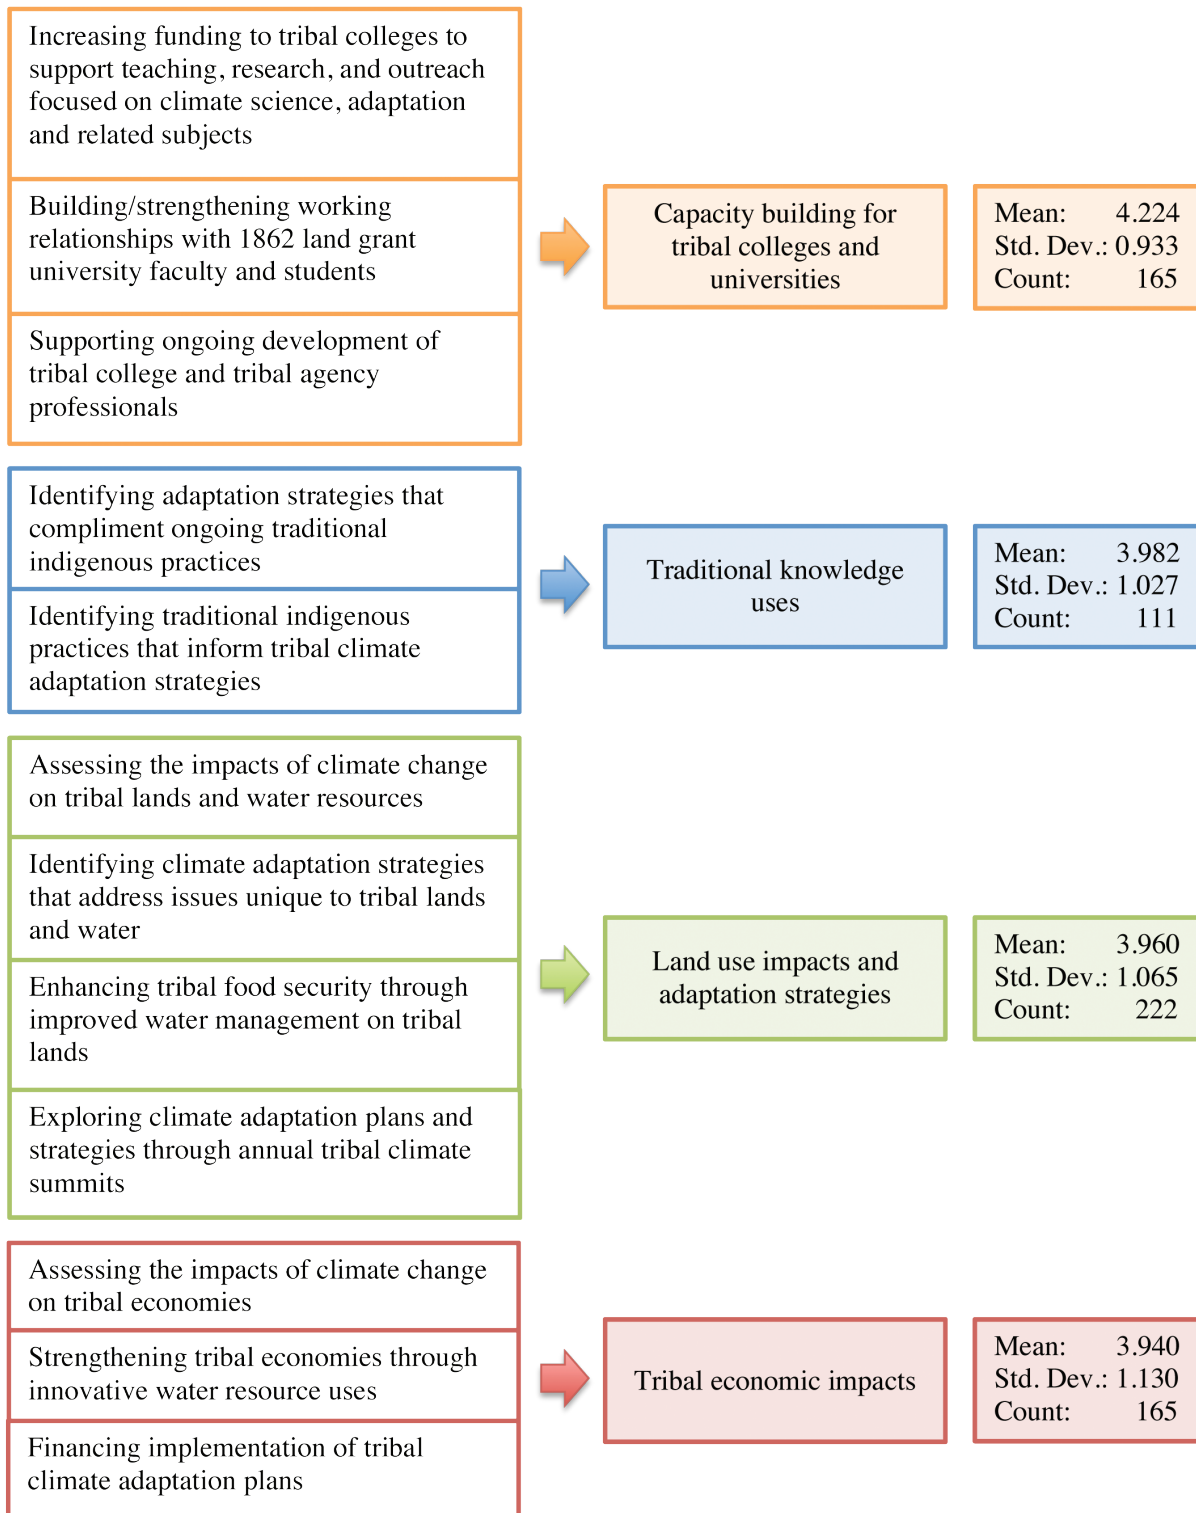 Increasing funding to tribal colleges to
support teaching, research, and outreach
focused on climate science, adaptation
and related subjects
Building/strengthening working
relationships with 1862 land grant
university faculty and students
Supporting ongoing development of
tribal college and tribal agency
professionals
Capacity building for
tribal colleges and
universities
Mean: 4.224
Std. Dev.: 0.933
Count: 165
Identifying adaptation strategies that
compliment ongoing traditional
indigenous practices
Identifying traditional indigenous
practices that inform tribal climate
adaptation strategies
Traditional knowledge
uses
Mean: 3.982
Std. Dev.: 1.027
Count: 111
Assessing the impacts of climate change
on tribal lands and water resources
Identifying climate adaptation strategies
that address issues unique to tribal lands
and water
Enhancing tribal food security through
improved water management on tribal
lands
Exploring climate adaptation plans and
strategies through annual tribal climate
summits
Land use impacts and
adaptation strategies
Mean: 3.960
Std. Dev.: 1.065
Count: 222
Assessing the impacts of climate change
on tribal economies
Strengthening tribal economies through
innovative water resource uses
Financing implementation of tribal
climate adaptation plans
Tribal economic impacts
Mean: 3.940
Std. Dev.: 1.130
Count: 165